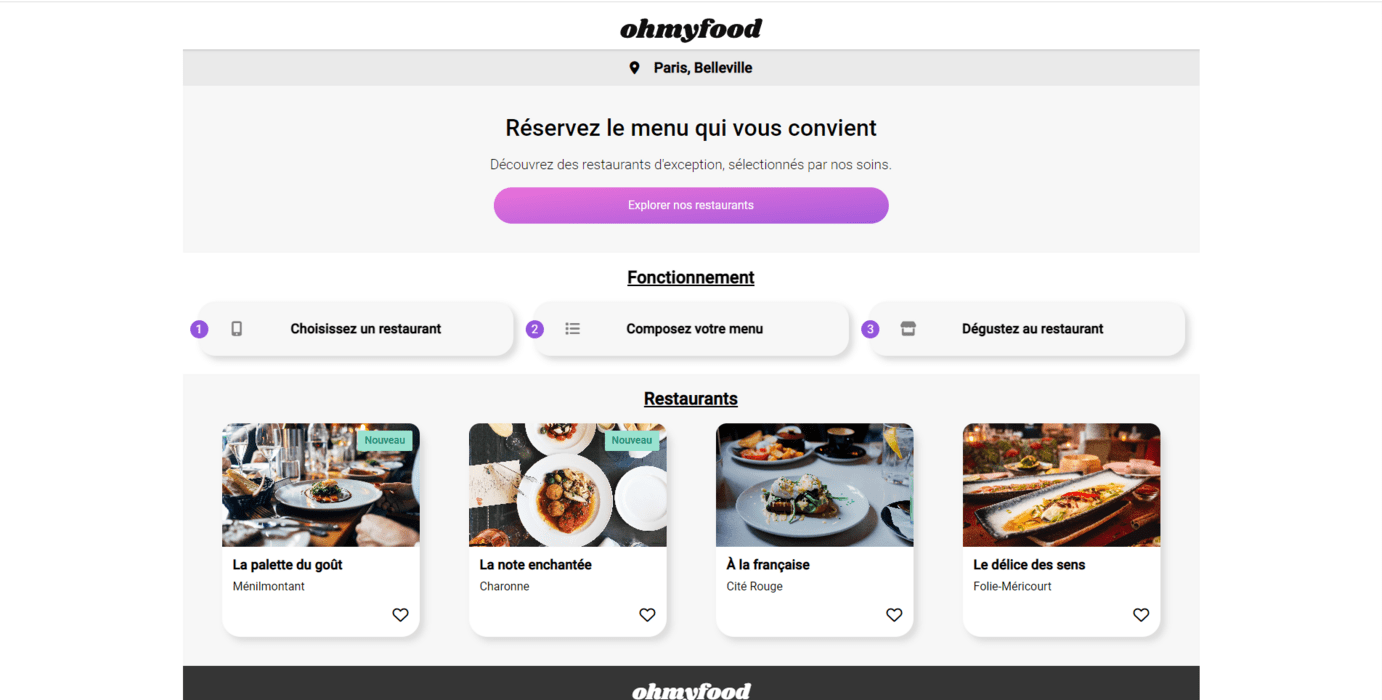 ohmyfood
Paris, Belleville
Réservez le menu qui vous convient
Découvrez des restaurants d'exception, sélectionnés par nos soins.
Explorer nos restaurants
Fonctionnement
1 Choisissez un restaurant
2 Composez votre menu
3 Dégustez au restaurant
Restaurants
Nouveau
La palette du goût
Ménilmontant
Nouveau
La note enchantée
Charonne
À la française
Cité Rouge
Le délice des sens
Folie-Méricourt
ohmyfood